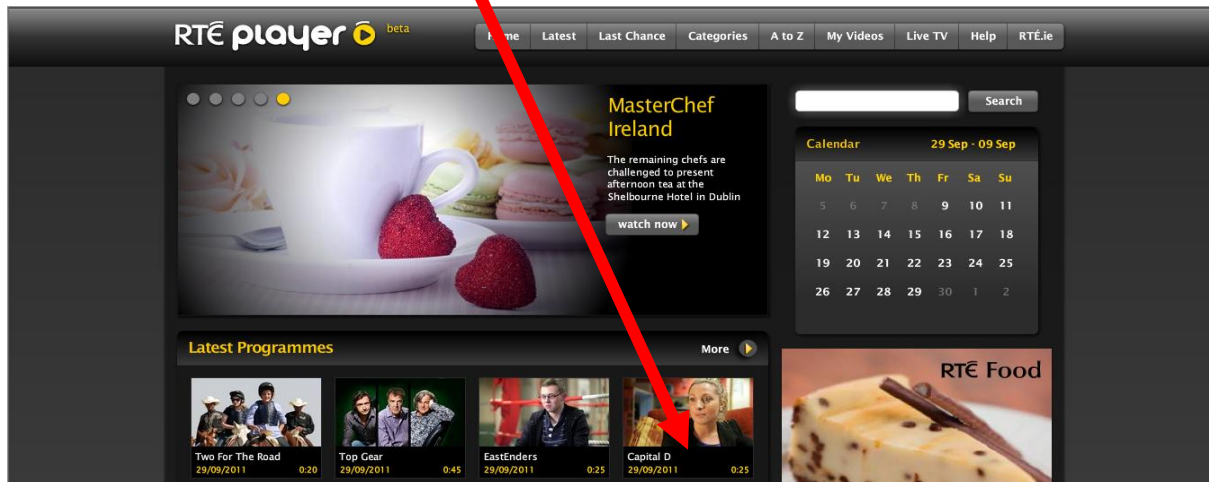 RTÉ player beta
Home Latest Last Chance Categories A to Z My Videos Live TV Help RTÉ.ie
MasterChef
Ireland
The remaining chefs are
challenged to present
afternoon tea at the
Shelbourne Hotel in Dublin
watch now
Search
Calendar 29 Sep - 09 Sep
Mo Tu We Th Fr Sa Su
5 6 7 8 9 10 11
12 13 14 15 16 17 18
19 20 21 22 23 24 25
26 27 28 29 30 1 2
Latest Programmes More
Two For The Road
29/09/2011 0:20
Top Gear
29/09/2011 0:45
EastEnders
29/09/2011 0:25
Capital D
29/09/2011 0:25
RTÉ Food